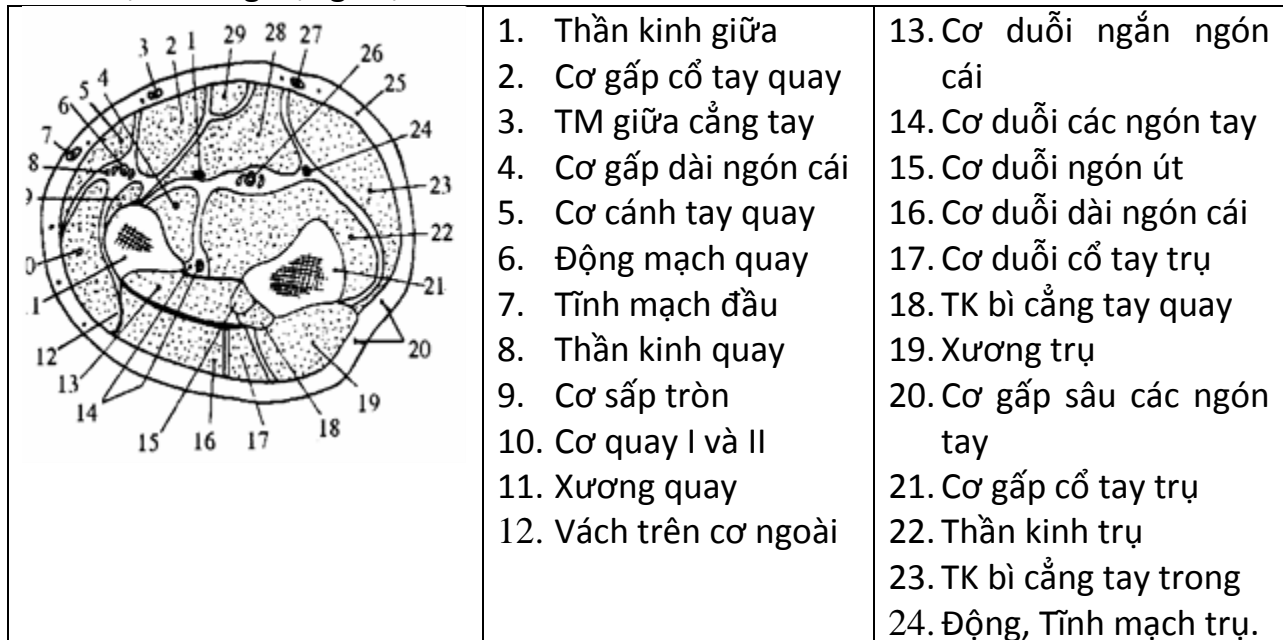 4
3
2
1
29
28
27
26
5
25
6
24
7
8
23
9
22
0
21
1
12
20
13
19
14
18
15
16
17
1. Thần kinh giữa
2. Cơ gấp cổ tay quay
3. TM giữa cẳng tay
4. Cơ gấp dài ngón cái
5. Cơ cánh tay quay
6. Động mạch quay
7. Tĩnh mạch đầu
8. Thần kinh quay
9. Cơ sấp tròn
10. Cơ quay I và II
11. Xương quay
12. Vách trên cơ ngoài
13. Cơ duỗi ngắn ngón
cái
14. Cơ duỗi các ngón tay
15. Cơ duỗi ngón út
16. Cơ duỗi dài ngón cái
17. Cơ duỗi cổ tay trụ
18. TK bì cẳng tay quay
19. Xương trụ
20. Cơ gấp sâu các ngón
tay
21. Cơ gấp cổ tay trụ
22. Thần kinh trụ
23. TK bì cẳng tay trong
24. Động, Tĩnh mạch trụ.